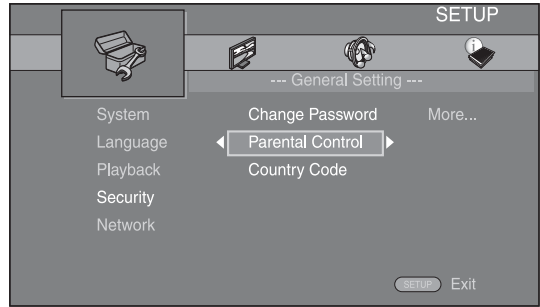 SETUP
--- General Setting ---
System Change Password More...
Language Parental Control
Playback Country Code
Security
Network
SETUP Exit